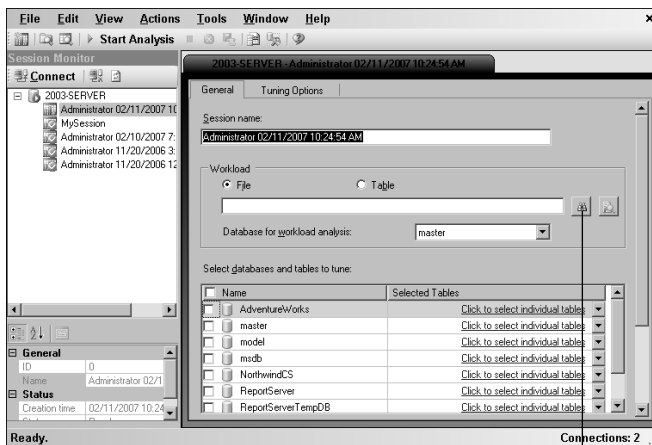 File Edit View Actions Tools Window Help
Start Analysis
Session Monitor
Connect
2003-SERVER
Administrator 02/11/2007 10
MySession
Administrator 02/10/2007 7:
Administrator 11/20/2006 3:
Administrator 11/20/2006 12
General
ID 0
Name Administrator 02/1
Status
Creation time 02/11/2007 10:24
2003-SERVER - Administrator 02/11/2007 10:24:54 AM
General Tuning Options
Session name:
Administrator 02/11/2007 10:24:54 AM
Workload
File Table
Database for workload analysis: master
Select databases and tables to tune:
Name Selected Tables
AdventureWorks Click to select individual tables
master Click to select individual tables
model Click to select individual tables
msdb Click to select individual tables
NorthwindCS Click to select individual tables
ReportServer Click to select individual tables
ReportServerTempDB Click to select individual tables
Ready. Connections: 2